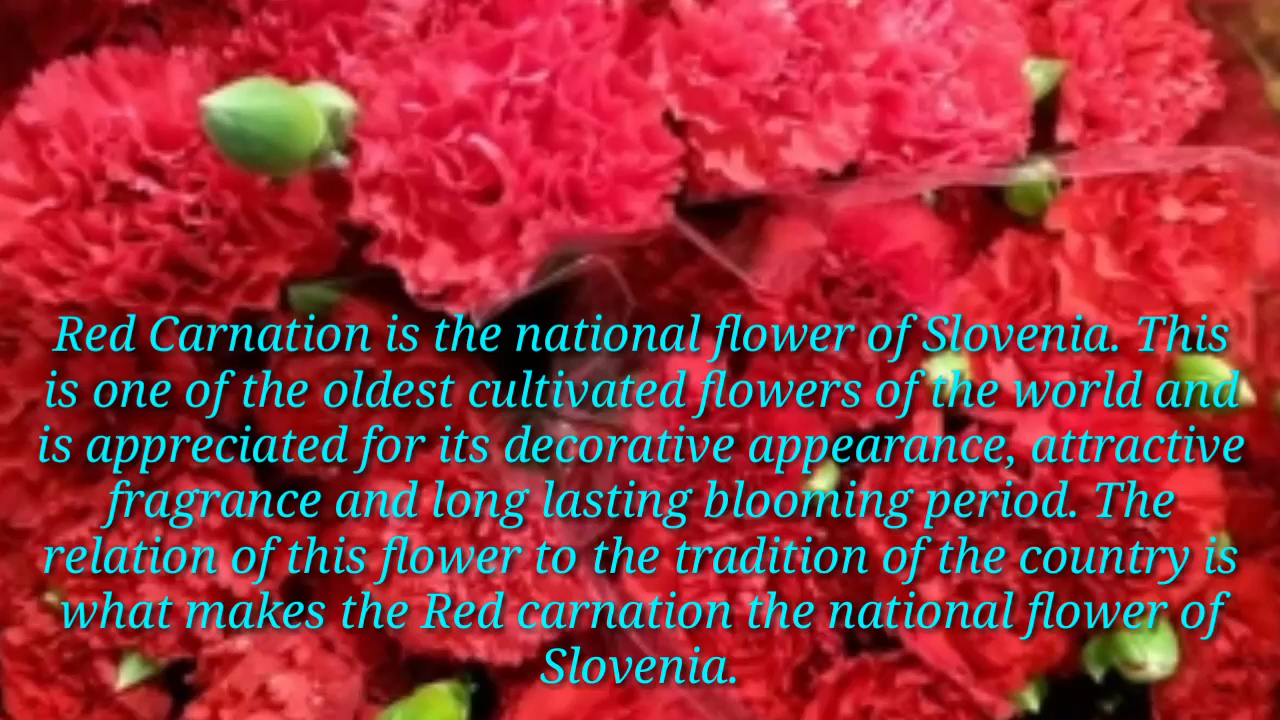 Red Carnation is the national flower of Slovenia. This
is one of the oldest cultivated flowers of the world and
is appreciated for its decorative appearance, attractive
fragrance and long lasting blooming period. The
relation of this flower to the tradition of the country is
what makes the Red carnation the national flower of
Slovenia.